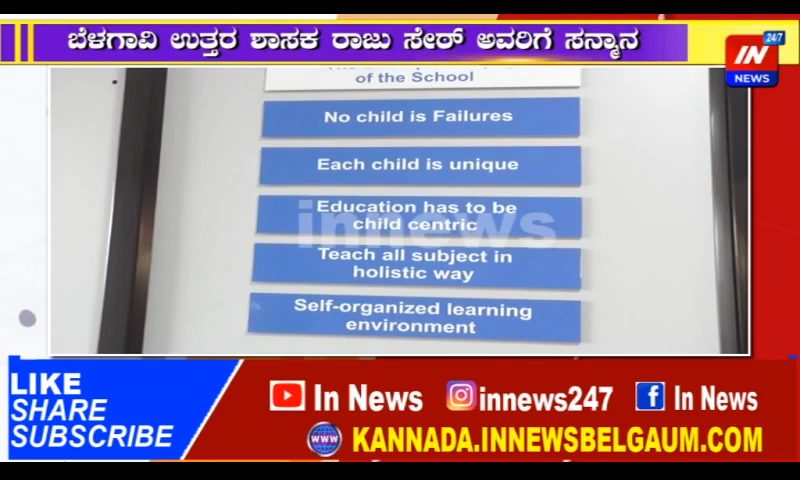 ಬೆಳಗಾವಿ ಉತ್ತರ ಶಾಸಕ ರಾಜು ಸೇಠ್ ಅವರಿಗೆ ಸನ್ಮಾನ
24/7
IN
NEWS
of the School
No child is Failures
Each child is unique
Education has to be
child centric
innews
Teach all subject in
holistic way
Self-organized learning
environment
LIKE
SHARE
SUBSCRIBE
In News
innews247
In News
WWW
KANNADA.INNEWSBELGAUM.COM